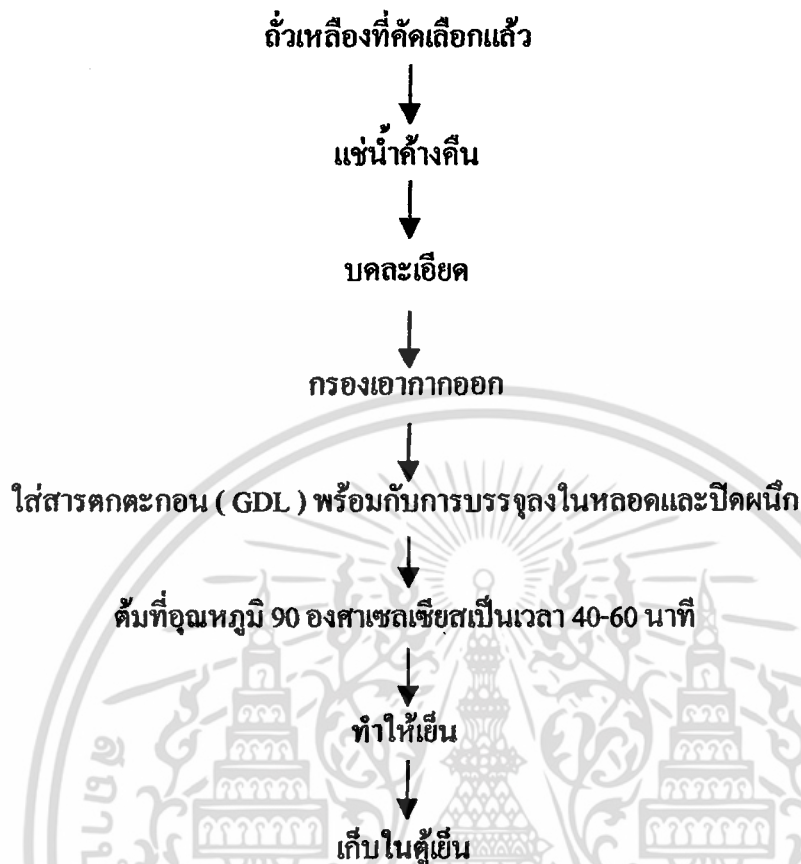 ถั่วเหลืองที่คัดเลือกแล้ว
แช่น้ำค้างคืน
บดละเอียด
กรองเอากากออก
ใส่สารตกตะกอน ( GDL ) พร้อมกับการบรรจุลงในหลอดและปิดผนึก
ต้มที่อุณหภูมิ 90 องศาเซลเซียสเป็นเวลา 40-60 นาที
ทำให้เย็น
เก็บในตู้เย็น